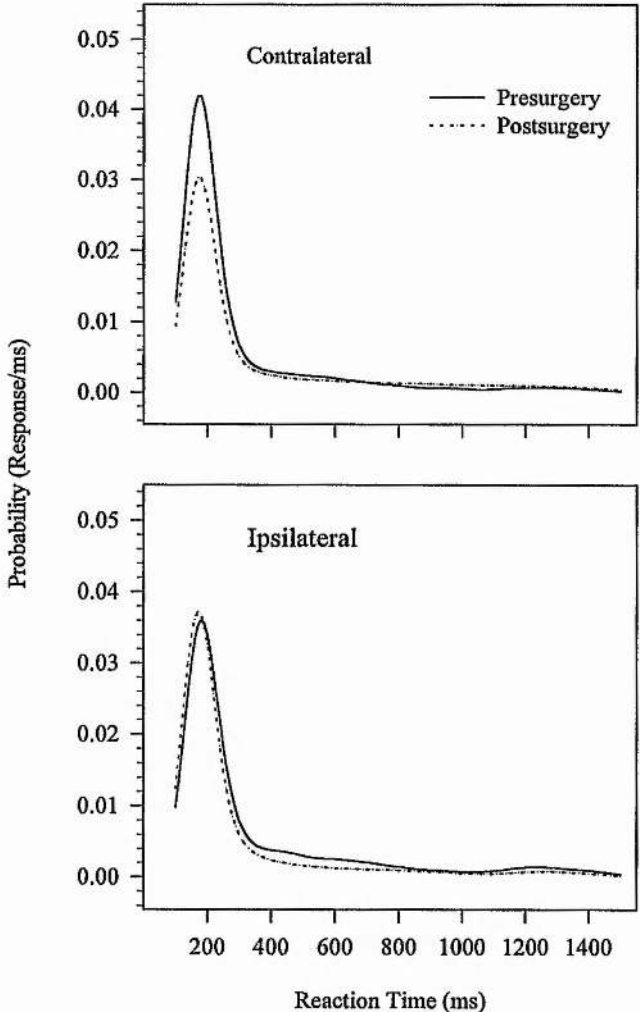 Contralateral
Presurgery
Postsurgery
0.05
0.04
0.03
0.02
0.01
0.00
Probability (Response/ms)
Ipsilateral
0.05
0.04
0.03
0.02
0.01
0.00
200 400 600 800 1000 1200 1400
Reaction Time (ms)